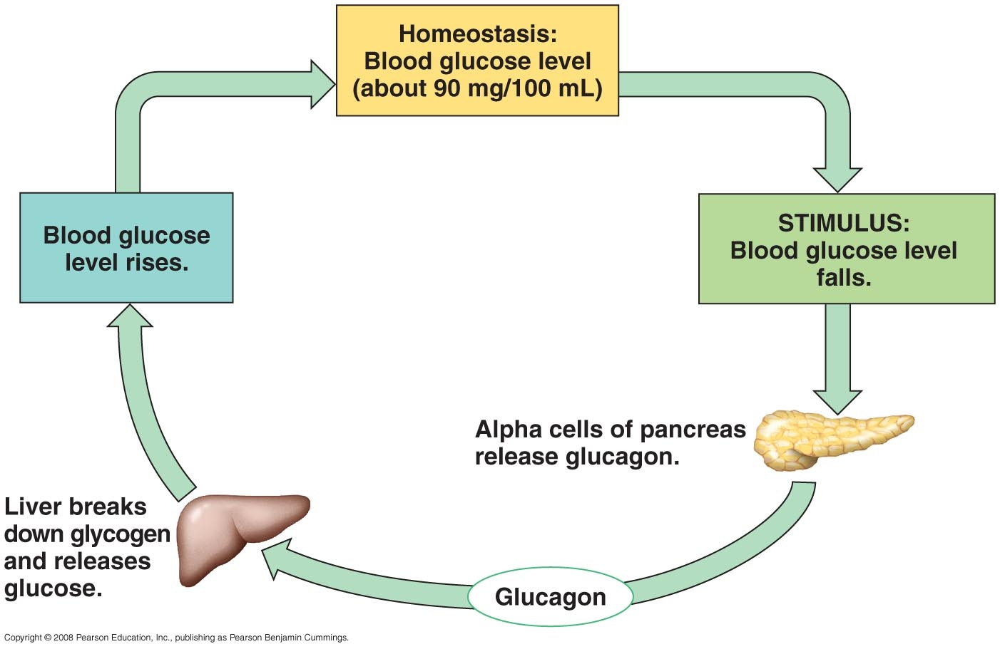 Homeostasis:
Blood glucose level
(about 90 mg/100 mL)
STIMULUS:
Blood glucose level
falls.
Alpha cells of pancreas
release glucagon.
Glucagon
Liver breaks
down glycogen
and releases
glucose.
Blood glucose
level rises.
Copyright © 2008 Pearson Education, Inc., publishing as Pearson Benjamin Cummings.